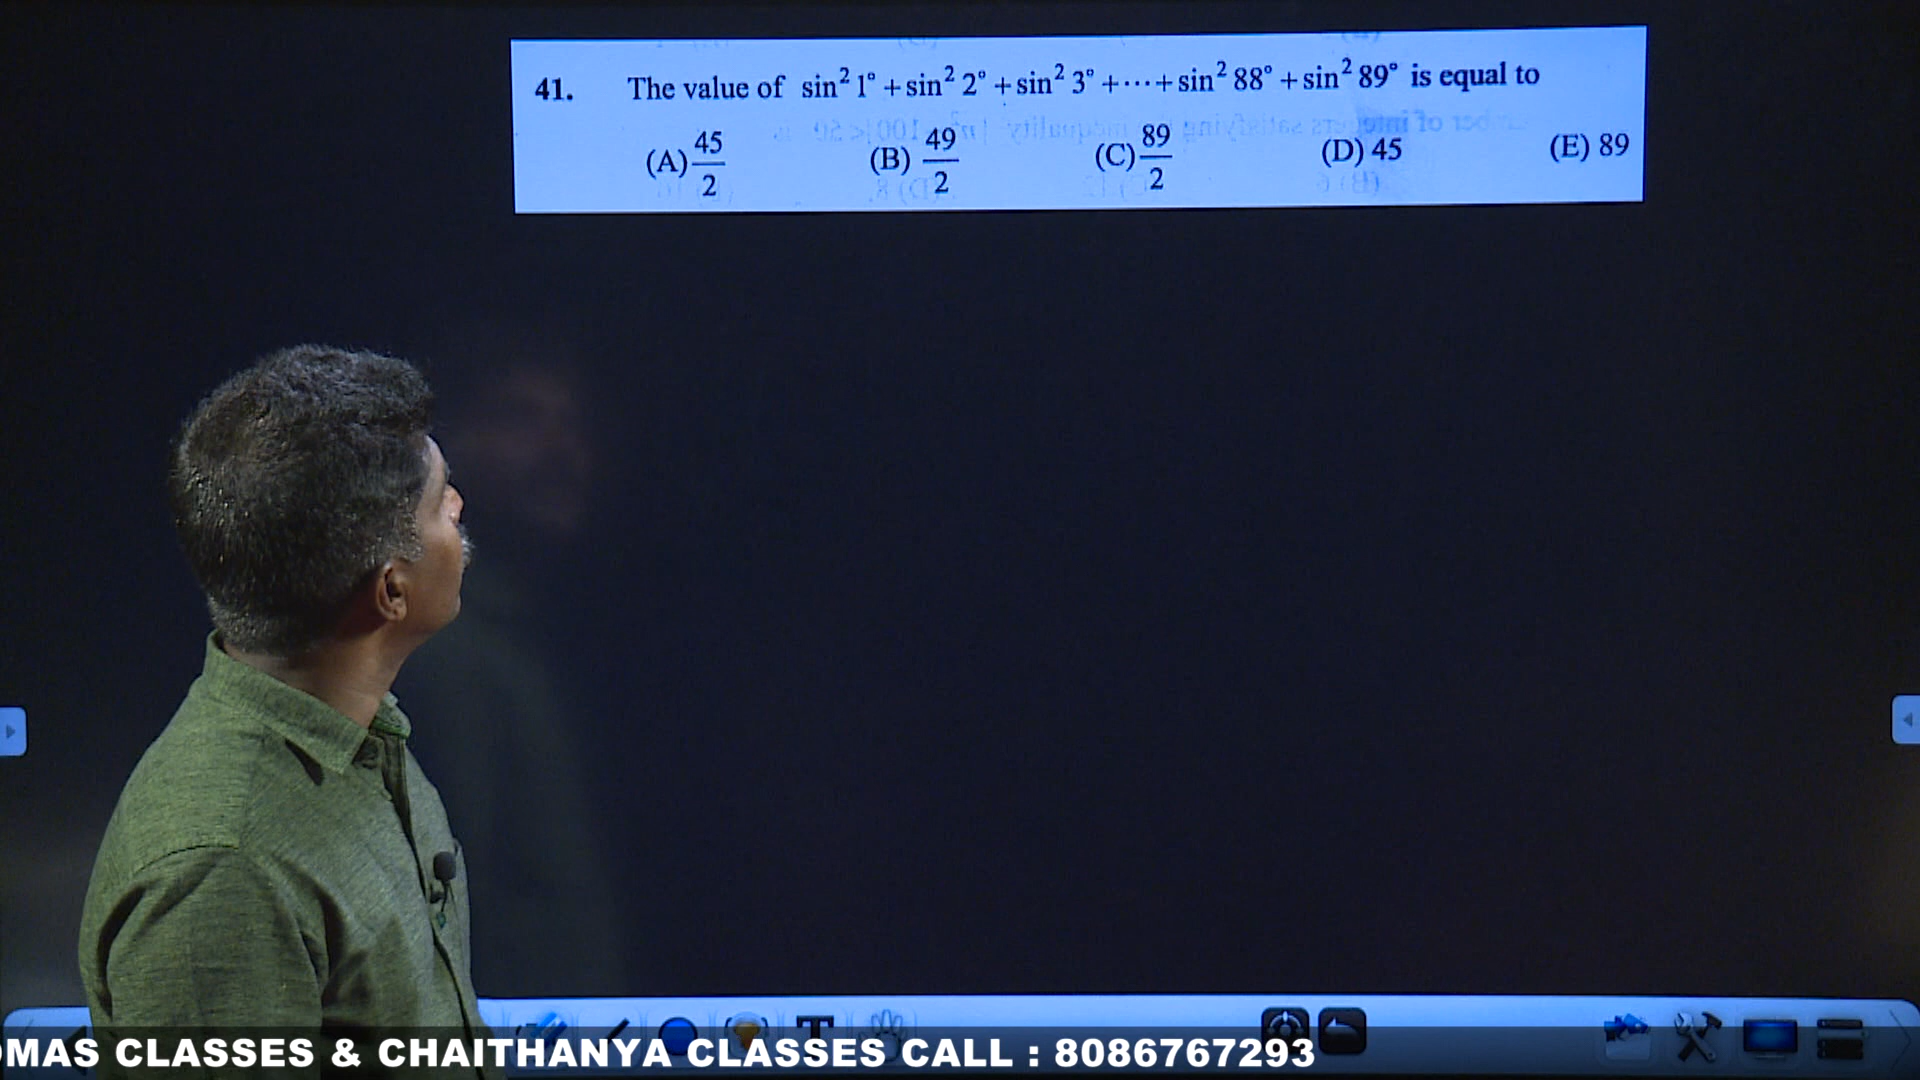 41. The value of sin² 1° + sin² 2° + sin² 3° + ⋯ + sin² 88° + sin² 89° is equal to
(A) 45/2 (B) 49/2 (C) 89/2 (D) 45 (E) 89
T
MAS CLASSES & CHAITHANYA CLASSES CALL : 8086767293